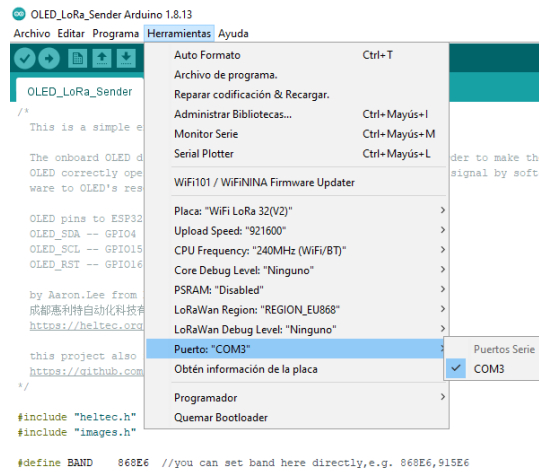 OLED_LoRa_Sender Arduino 1.8.13
Archivo Editar Programa Herramientas Ayuda
OLED_LoRa_Sender
Auto Formato Ctrl+T
Archivo de programa.
Reparar codificación & Recargar.
Administrar Bibliotecas... Ctrl+Mayús+I
Monitor Serie Ctrl+Mayús+M
Serial Plotter Ctrl+Mayús+L
WiFi101 / WiFiNINA Firmware Updater
Placa: "WiFi LoRa 32(V2)"
Upload Speed: "921600"
CPU Frequency: "240MHz (WiFi/BT)"
Core Debug Level: "Ninguno"
PSRAM: "Disabled"
LoRaWan Region: "REGION_EU868"
LoRaWan Debug Level: "Ninguno"
Puerto: "COM3"
Obtén información de la placa
Programador
Quemar Bootloader
Puertos Serie
COM3
/*
This is a simple e
The onboard OLED d der to make th
OLED correctly ope signal by soft
ware to OLED's res
OLED pins to ESP32
OLED_SDA -- GPIO4
OLED_SCL -- GPIO15
OLED_RST -- GPIO16
by Aaron.Lee from
成都惠利特自动化科技有
https://heltec.org
this project also
https://github.com
*/
#include "heltec.h"
#include "images.h"
#define BAND 868E6 //you can set band here directly,e.g. 868E6,915E6